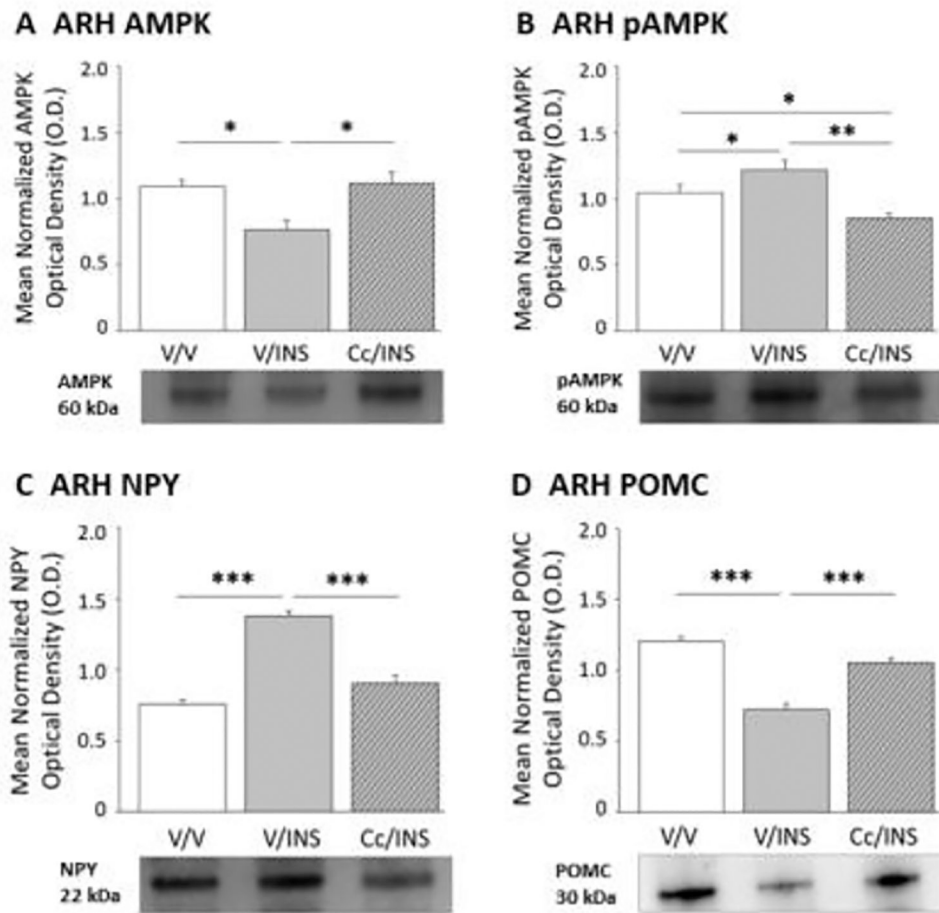 A ARH AMPK
Mean Normalized AMPK
Optical Density (O.D.)
2.0
1.5
1.0
0.5
0
*
*
V/V V/INS Cc/INS
AMPK
60 kDa
B ARH pAMPK
Mean Normalized pAMPK
Optical Density (O.D.)
2.0
1.5
1.0
0.5
0
*
*
**
V/V V/INS Cc/INS
pAMPK
60 kDa
C ARH NPY
Mean Normalized NPY
Optical Density (O.D.)
2.0
1.5
1.0
0.5
0
***
***
V/V V/INS Cc/INS
NPY
22 kDa
D ARH POMC
Mean Normalized POMC
Optical Density (O.D.)
2.0
1.5
1.0
0.5
0
***
***
V/V V/INS Cc/INS
POMC
30 kDa